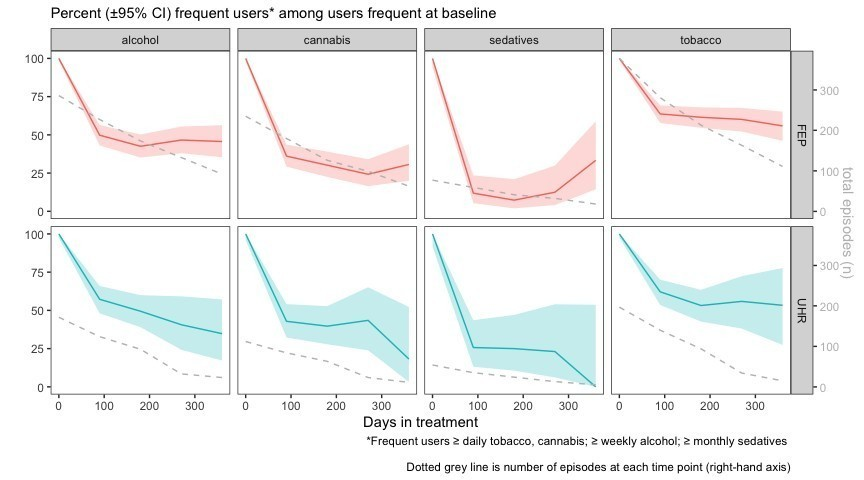 Percent (±95% CI) frequent users* among users frequent at baseline
alcohol cannabis sedatives tobacco
100
75
50
25
0
300
200
100
0
FEP
100
75
50
25
0
300
200
100
0
UHR
total episodes (n)
0 100 200 300 0 100 200 300 0 100 200 300 0 100 200 300
Days in treatment
*Frequent users ≥ daily tobacco, cannabis; ≥ weekly alcohol; ≥ monthly sedatives
Dotted grey line is number of episodes at each time point (right-hand axis)